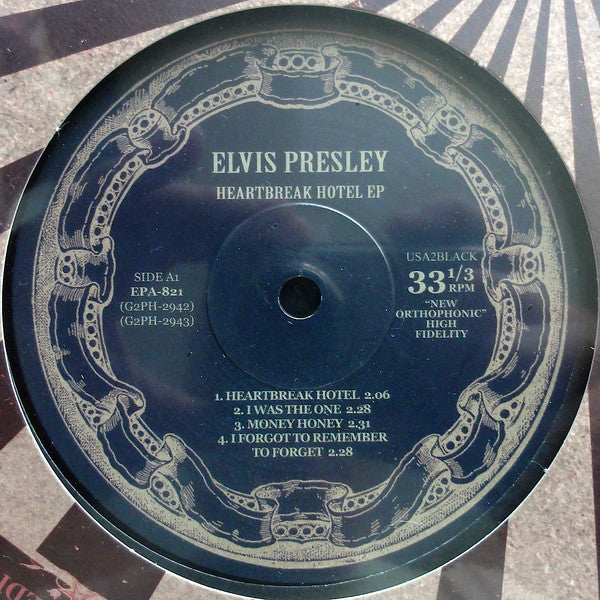 ELVIS PRESLEY
HEARTBREAK HOTEL EP
SIDE A1
EPA-821
(G2PH-2942)
(G2PH-2943)
USA2BLACK
33 1/3
RPM
"NEW
ORTHOPHONIC"
HIGH
FIDELITY
1. HEARTBREAK HOTEL 2.06
2. I WAS THE ONE 2.28
3. MONEY HONEY 2.31
4. I FORGOT TO REMEMBER
TO FORGET 2.28